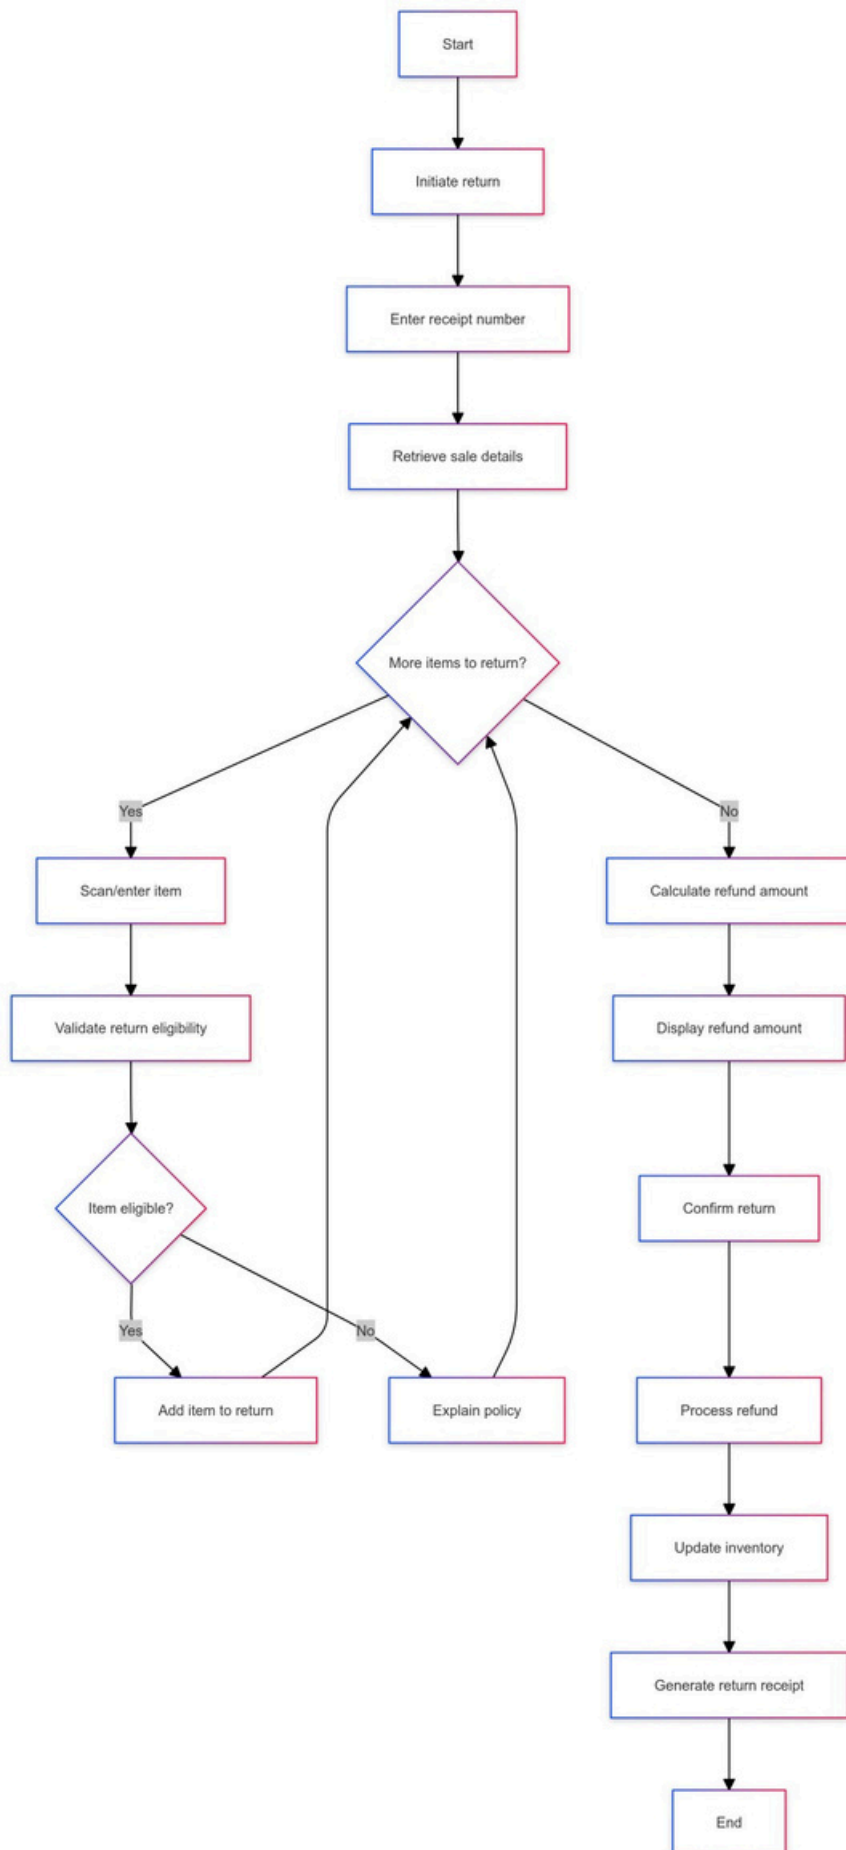 Start
Initiate return
Enter receipt number
Retrieve sale details
More items to return?
Yes
No
Scan/enter item
Calculate refund amount
Validate return eligibility
Display refund amount
Item eligible?
Confirm return
Yes
No
Add item to return
Explain policy
Process refund
Update inventory
Generate return receipt
End